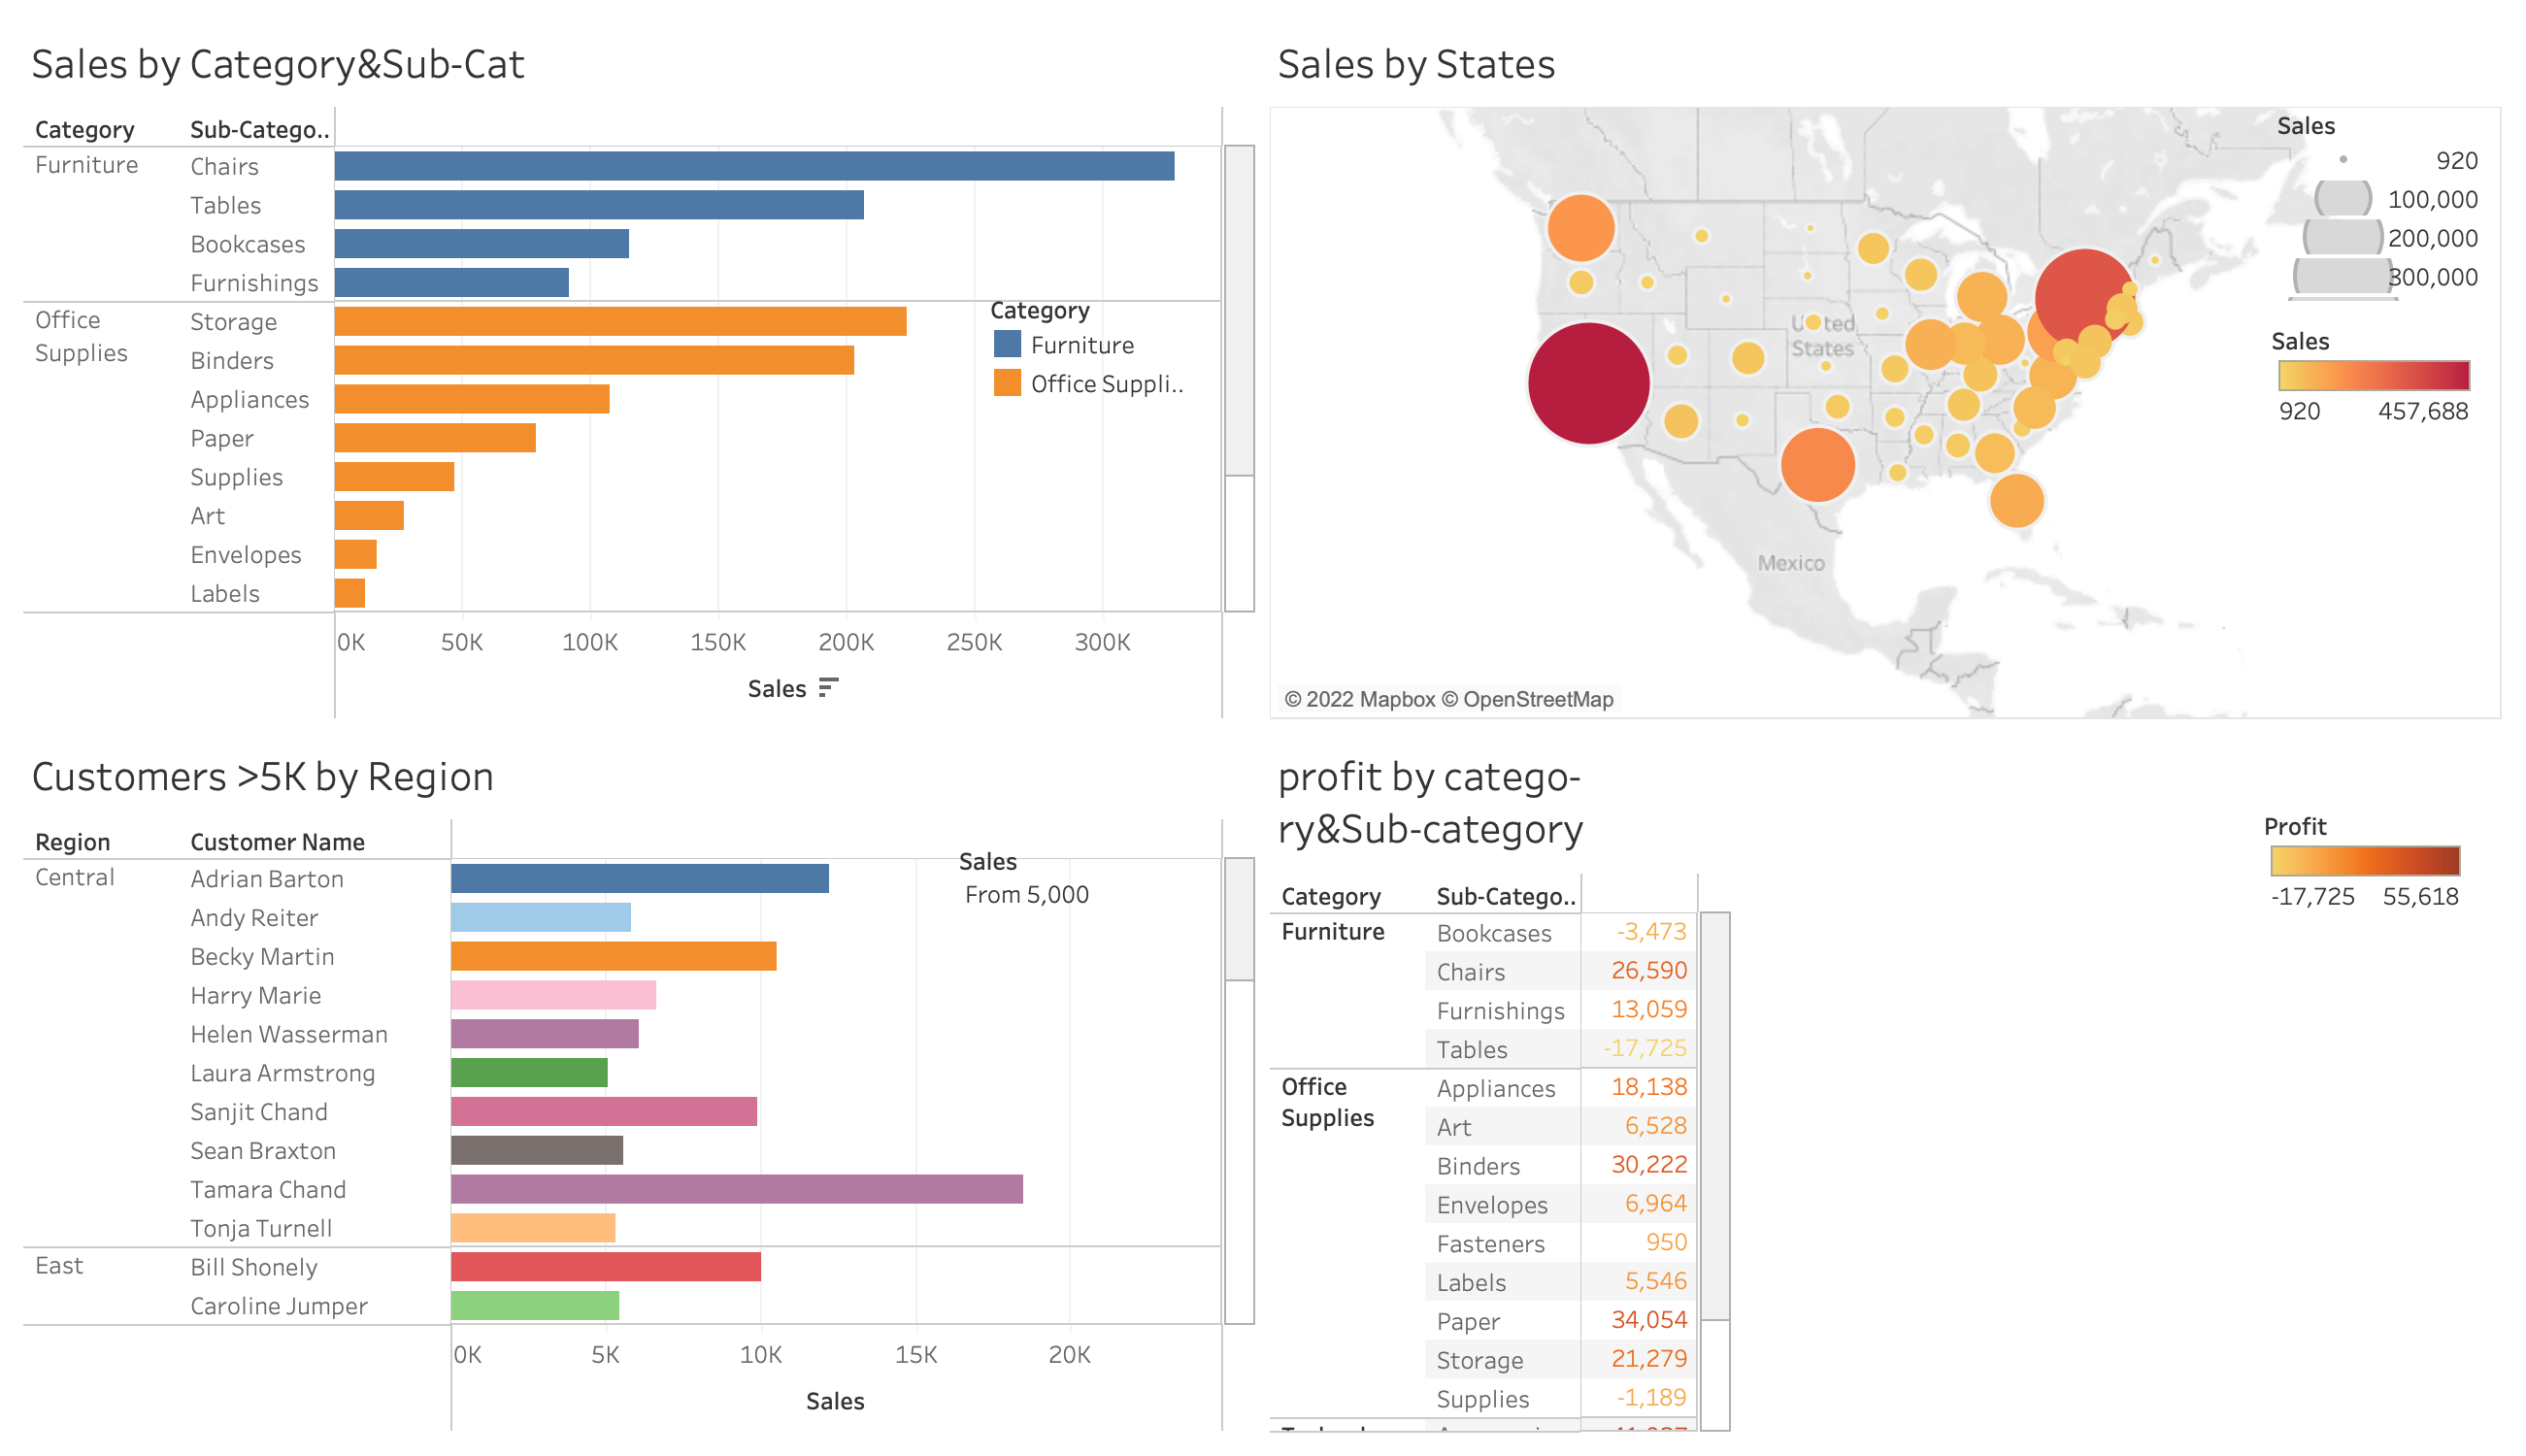 Sales by Category&Sub-Cat
Category Sub-Catego..
Furniture Chairs
Tables
Bookcases
Furnishings
Office
Supplies
Storage
Binders
Appliances
Paper
Supplies
Art
Envelopes
Labels
0K 50K 100K 150K 200K 250K 300K
Sales
Category
Furniture
Office Suppli..
Sales by States
United
States
Mexico
© 2022 Mapbox © OpenStreetMap
Sales
920
100,000
200,000
300,000
Sales
920 457,688
Customers >5K by Region
Region Customer Name
Central Adrian Barton
Andy Reiter
Becky Martin
Harry Marie
Helen Wasserman
Laura Armstrong
Sanjit Chand
Sean Braxton
Tamara Chand
Tonja Turnell
East Bill Shonely
Caroline Jumper
0K 5K 10K 15K 20K
Sales
Sales
From 5,000
profit by catego-
ry&Sub-category
Category Sub-Catego..
Furniture Bookcases -3,473
Chairs 26,590
Furnishings 13,059
Tables -17,725
Office
Supplies
Appliances 18,138
Art 6,528
Binders 30,222
Envelopes 6,964
Fasteners 950
Labels 5,546
Paper 34,054
Storage 21,279
Supplies -1,189
Profit
-17,725 55,618